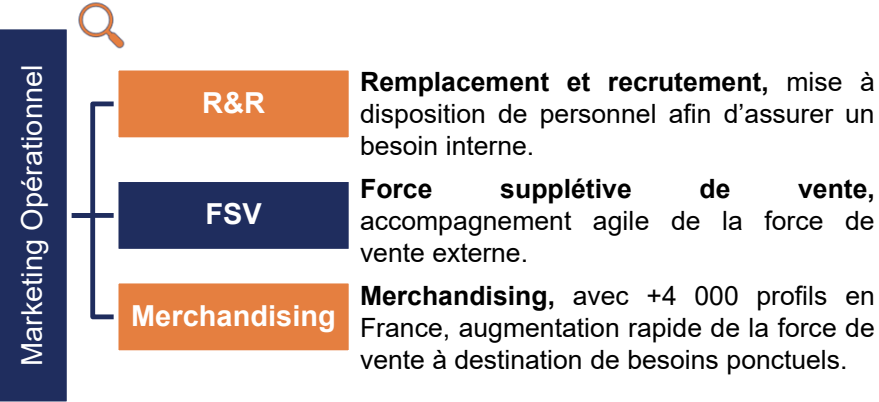 Marketing Opérationnel
R&R
Remplacement et recrutement, mise à
disposition de personnel afin d’assurer un
besoin interne.
FSV
Force supplétive de vente,
accompagnement agile de la force de
vente externe.
Merchandising
Merchandising, avec +4 000 profils en
France, augmentation rapide de la force de
vente à destination de besoins ponctuels.